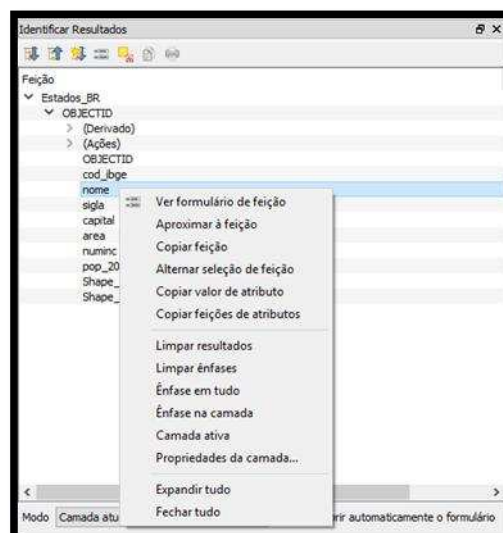 Identificar Resultados
Feição
Estados_BR
OBJECTID
(Derivado)
(Ações)
OBJECTID
cod_ibge
nome
sigla
capital
area
numinc
pop_20
Shape_
Shape_
Ver formulário de feição
Aproximar à feição
Copiar feição
Alternar seleção de feição
Copiar valor de atributo
Copiar feições de atributos
Limpar resultados
Limpar ênfases
Ênfase em tudo
Ênfase na camada
Camada ativa
Propriedades da camada...
Expandir tudo
Fechar tudo
Modo Camada atu rir automaticamente o formulário